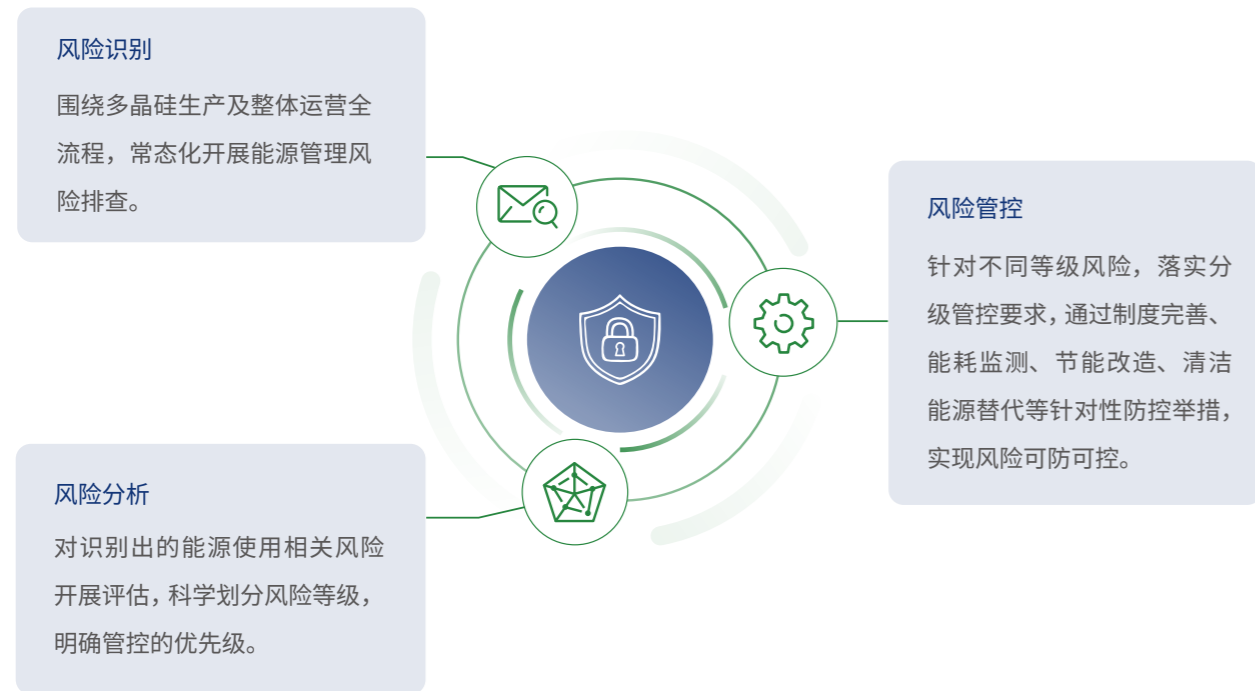 风险识别
围绕多晶硅生产及整体运营全
流程，常态化开展能源管理风
险排查。
风险分析
对识别出的能源使用相关风险
开展评估，科学划分风险等级，
明确管控的优先级。
风险管控
针对不同等级风险，落实分
级管控要求，通过制度完善、
能耗监测、节能改造、清洁
能源替代等针对性防控举措，
实现风险可防可控。